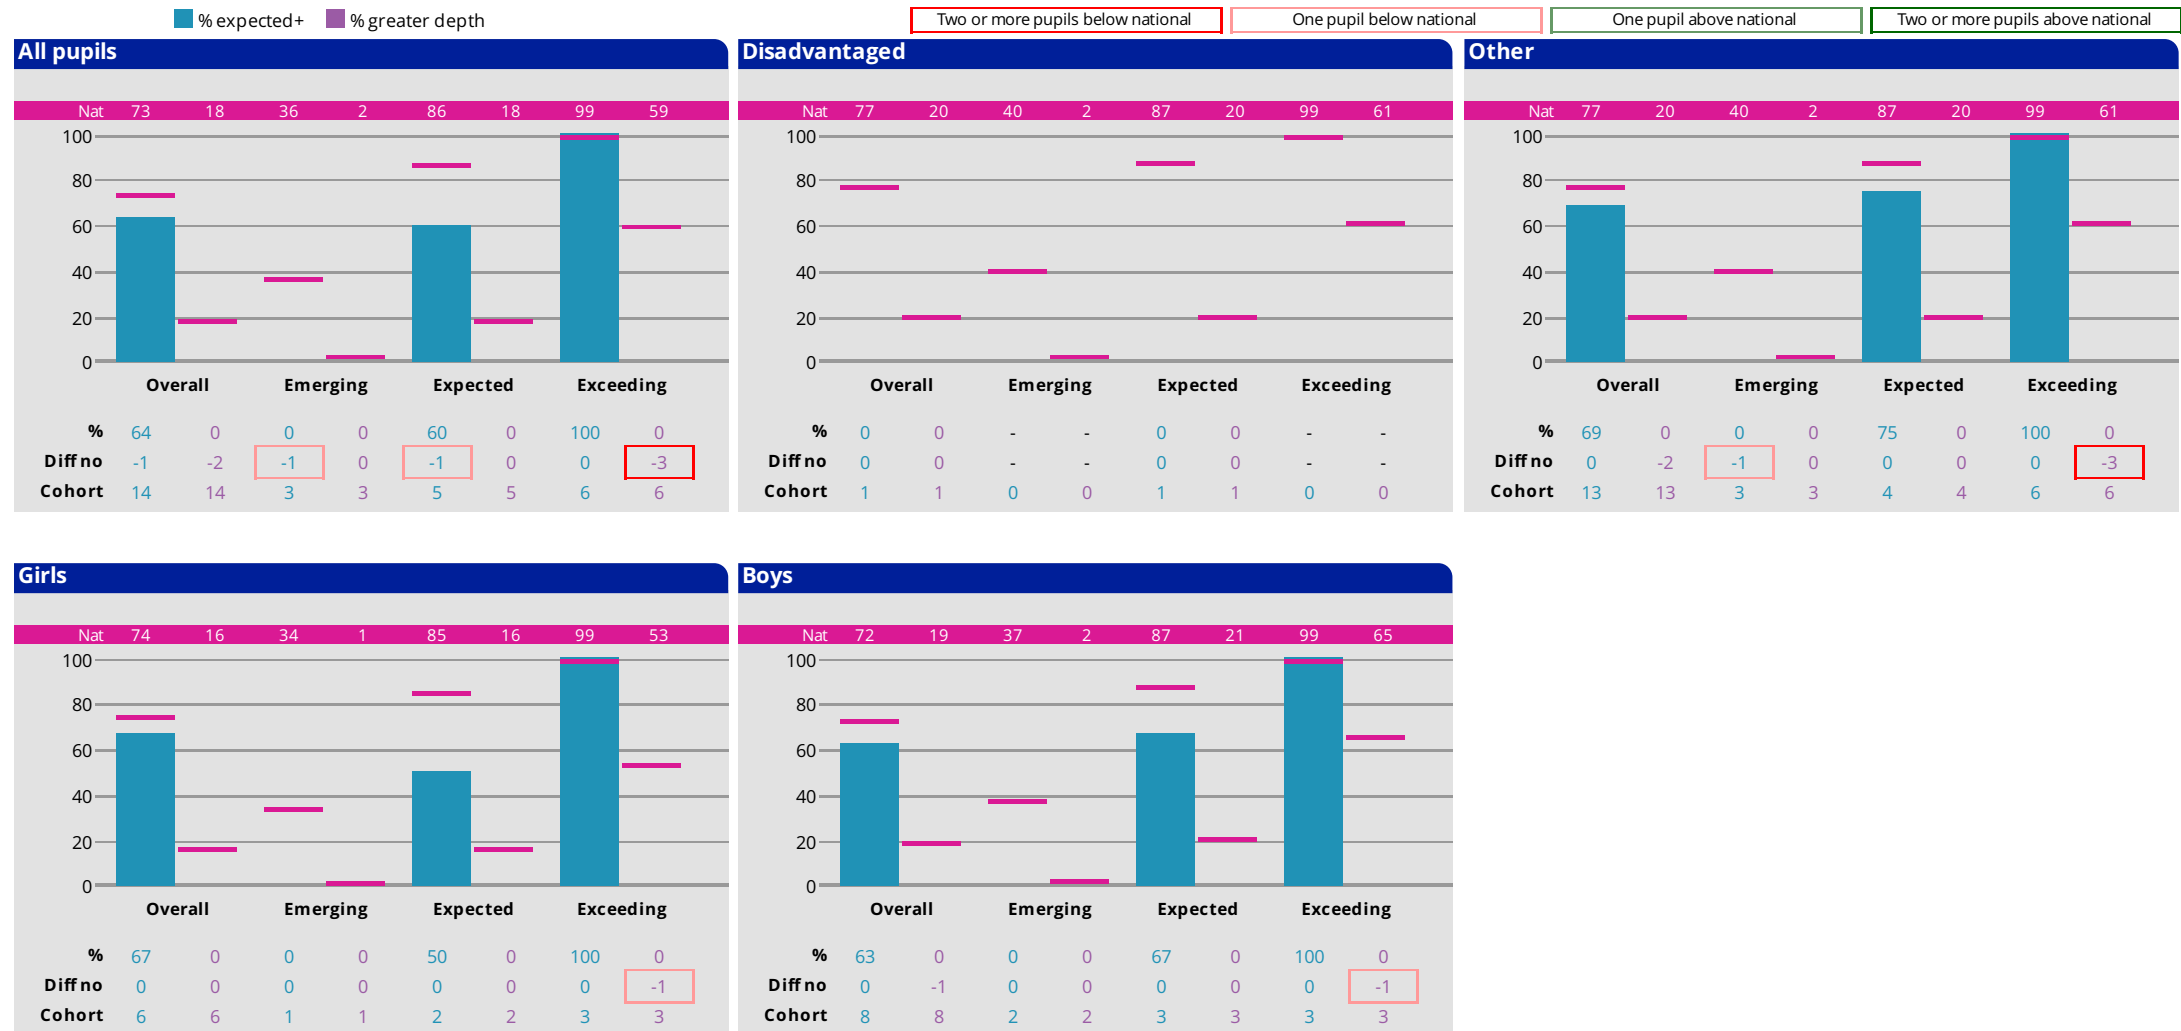 % expected+ % greater depth Two or more pupils below national One pupil below national One pupil above national Two or more pupils above national
All pupils
Nat 73 18 36 2 86 18 99 59
100
80
60
40
20
0
Overall Emerging Expected Exceeding
% 64 0 0 0 60 0 100 0
Diff no -1 -2 -1 0 -1 0 0 -3
Cohort 14 14 3 3 5 5 6 6
Disadvantaged
Nat 77 20 40 2 87 20 99 61
100
80
60
40
20
0
Overall Emerging Expected Exceeding
% 0 0 - - 0 0 - -
Diff no 0 0 - - 0 0 - -
Cohort 1 1 0 0 1 1 0 0
Other
Nat 77 20 40 2 87 20 99 61
100
80
60
40
20
0
Overall Emerging Expected Exceeding
% 69 0 0 0 75 0 100 0
Diff no 0 -2 -1 0 0 0 0 -3
Cohort 13 13 3 3 4 4 6 6
Girls
Nat 74 16 34 1 85 16 99 53
100
80
60
40
20
0
Overall Emerging Expected Exceeding
% 67 0 0 0 50 0 100 0
Diff no 0 0 0 0 0 0 0 -1
Cohort 6 6 1 1 2 2 3 3
Boys
Nat 72 19 37 2 87 21 99 65
100
80
60
40
20
0
Overall Emerging Expected Exceeding
% 63 0 0 0 67 0 100 0
Diff no 0 -1 0 0 0 0 0 -1
Cohort 8 8 2 2 3 3 3 3